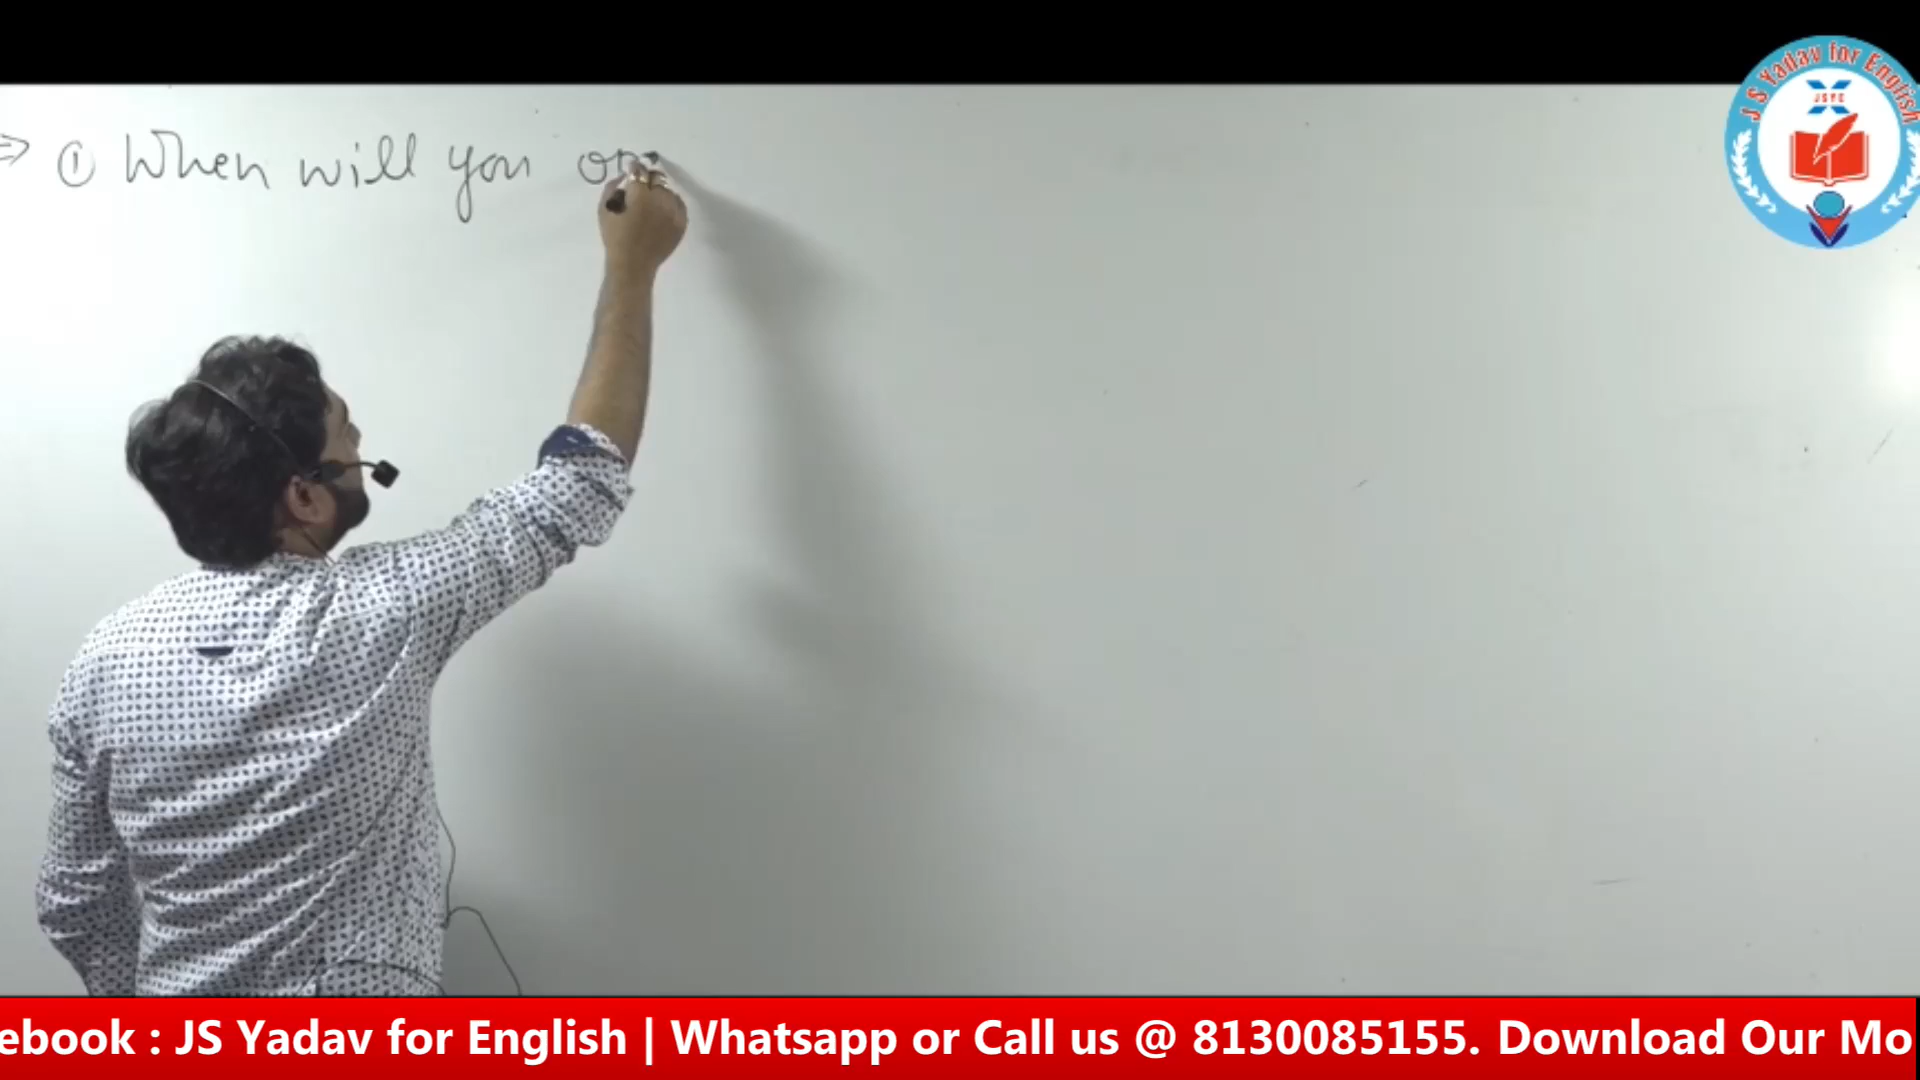 ⇒ ① When will you
J S Yadav for English
JSYE
ebook : JS Yadav for English | Whatsapp or Call us @ 8130085155. Download Our Mo